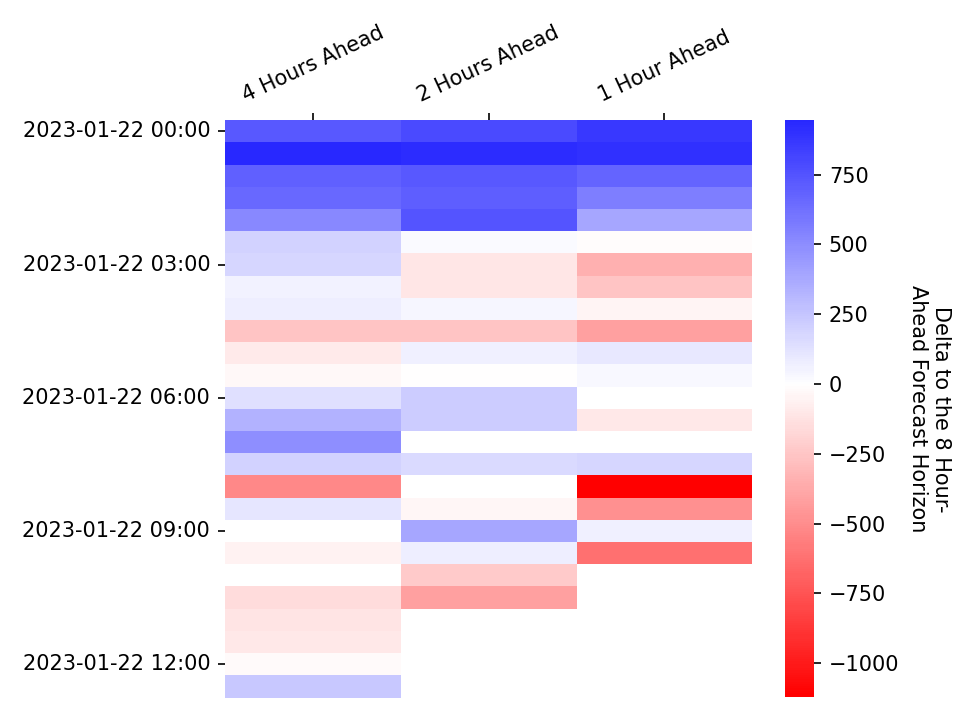 4 Hours Ahead
2 Hours Ahead
1 Hour Ahead
2023-01-22 00:00
2023-01-22 03:00
2023-01-22 06:00
2023-01-22 09:00
2023-01-22 12:00
750
500
250
0
−250
−500
−750
−1000
Delta to the 8 Hour-
Ahead Forecast Horizon